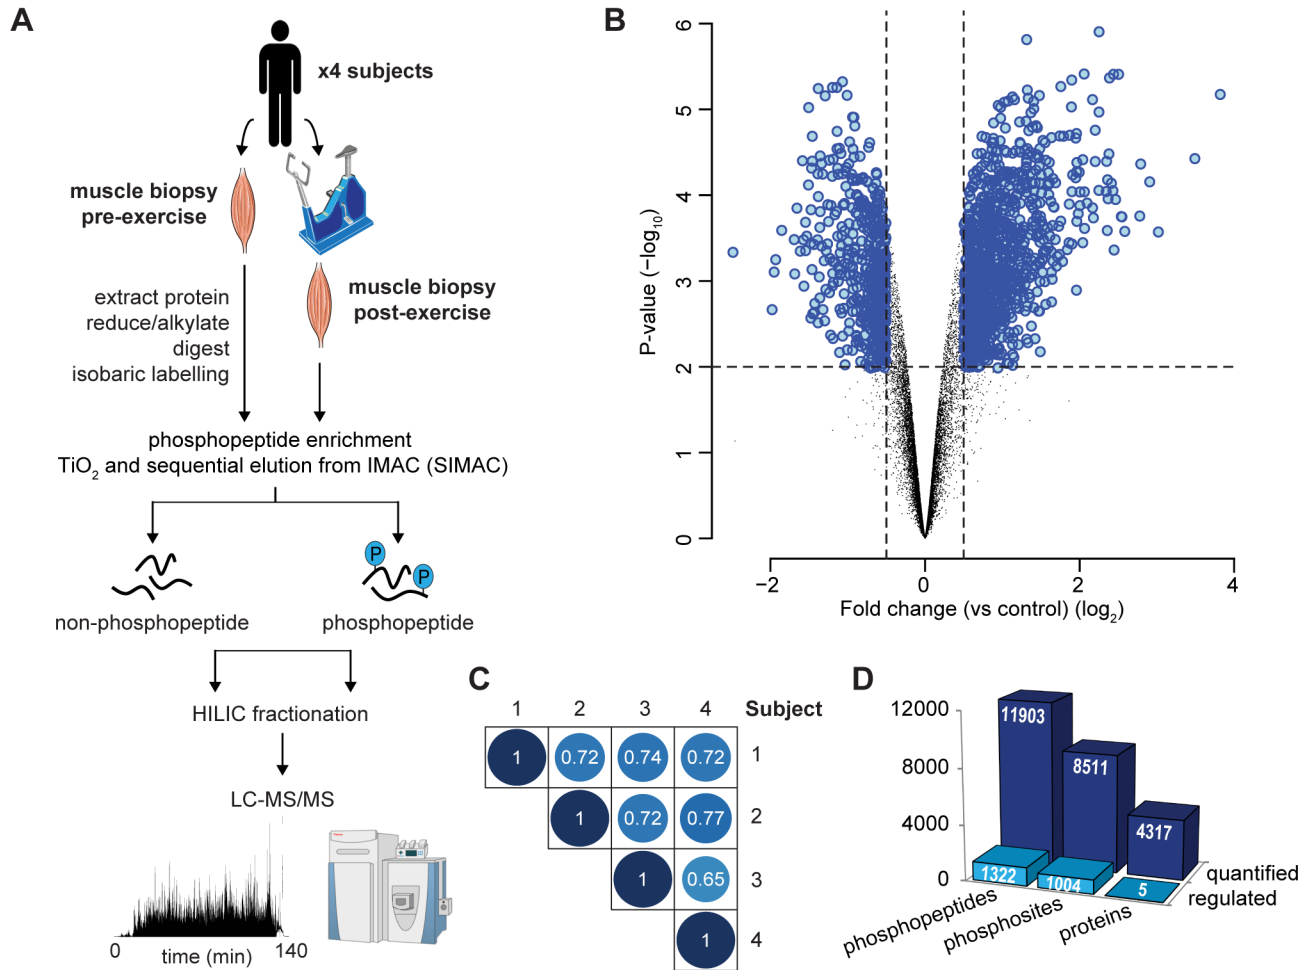 A
x4 subjects
muscle biopsy
pre-exercise
extract protein
reduce/alkylate
digest
isobaric labelling
muscle biopsy
post-exercise
phosphopeptide enrichment
TiO2 and sequential elution from IMAC (SIMAC)
P
P
non-phosphopeptide
phosphopeptide
HILIC fractionation
LC-MS/MS
0
time (min)
140
B
P-value (−log10)
6
5
4
3
2
1
0
−2
0
2
4
Fold change (vs control) (log2)
C
1 2 3 4 Subject
1 0.72 0.74 0.72 1
1 0.72 0.77 2
1 0.65 3
1 4
D
12000
8000
4000
0
11903
8511
4317
1322
1004
5
quantified
regulated
phosphopeptides
phosphosites
proteins